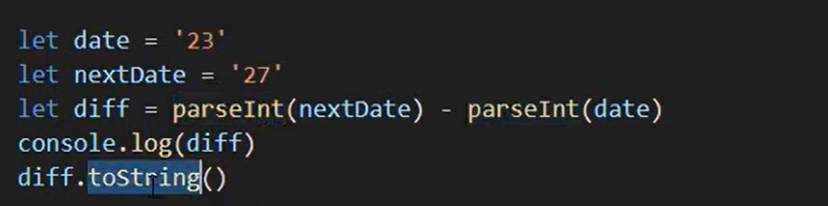 let date = '23'
let nextDate = '27'
let diff = parseInt(nextDate) - parseInt(date)
console.log(diff)
diff.toString()